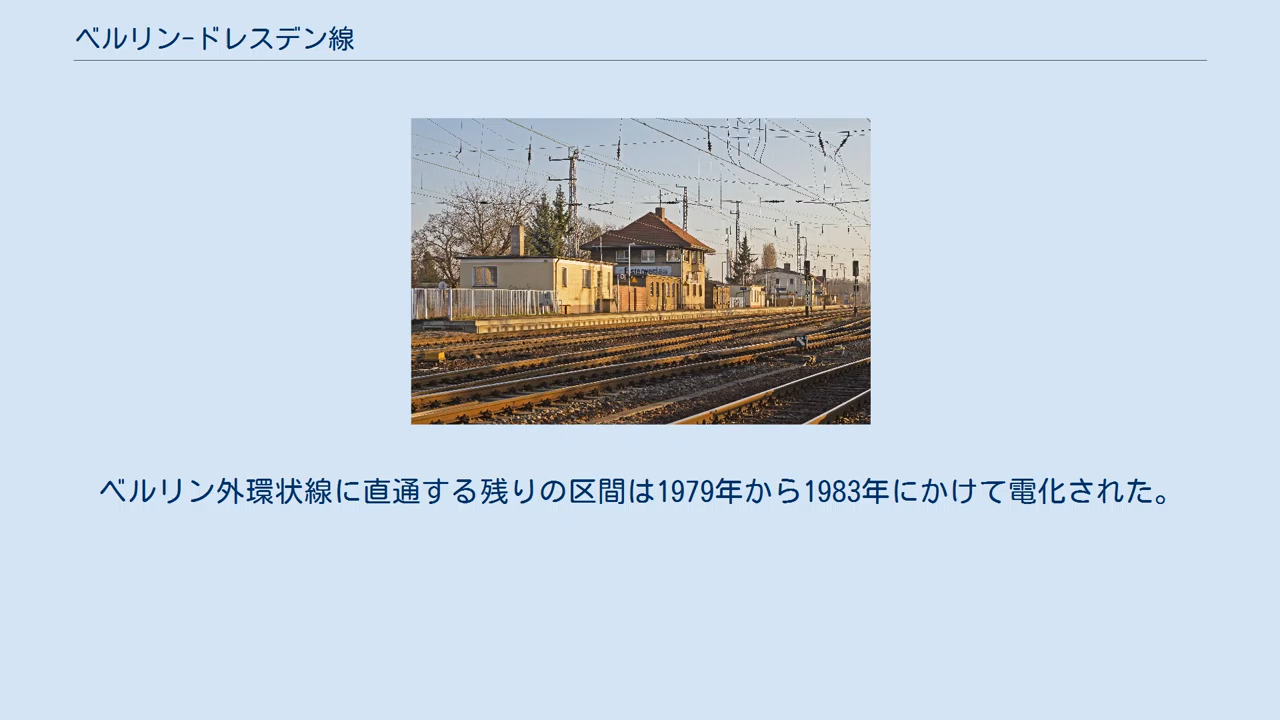 ベルリン-ドレスデン線
ベルリン外環状線に直通する残りの区間は1979年から1983年にかけて電化された。